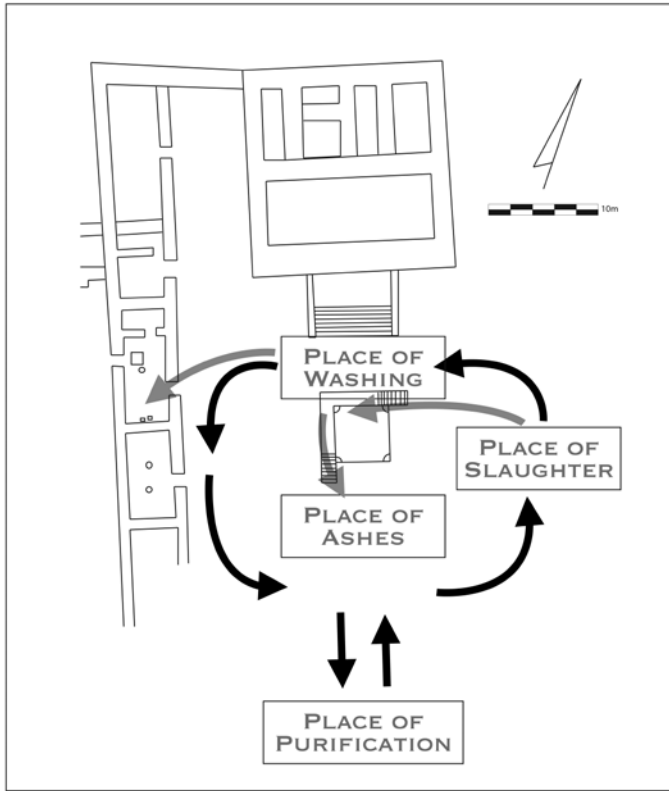 10m
PLACE OF
WASHING
PLACE OF
SLAUGHTER
PLACE OF
ASHES
PLACE OF
PURIFICATION